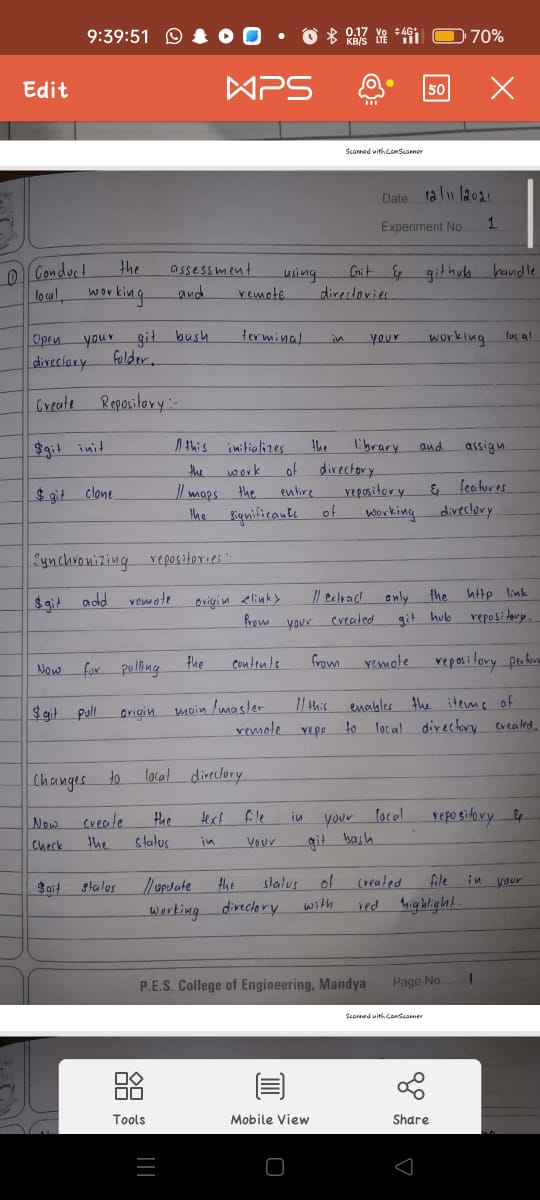 9:39:51 0.17 KB/S Vo LTE 4G+ 70%
Edit WPS 50
Scanned with CamScanner
Date 12/11/2021
Experiment No. 1
① Conduct the assessment using Git & github handle
local, working and remote directories.
Open your git bash terminal in your working local
directory folder.
Create Repository:-
$git init // this initializes the library and assign
the work of directory
$ git clone // maps the entire repository & features
the significante of working directory
Synchronizing repositories:
$git add remote origin <link> // extract only the http link
from your created git hub repository.
Now for pulling the contents from remote repository perform
$git pull origin main/master // this enables the items of
remote repo to local directory created.
Changes to local directory
Now create the text file in your local repository &
Check the status in your git bash
$git status //update the status of created file in your
working directory with red highlight.
P.E.S. College of Engineering, Mandya Page No. 1
Scanned with CamScanner
Tools Mobile View Share